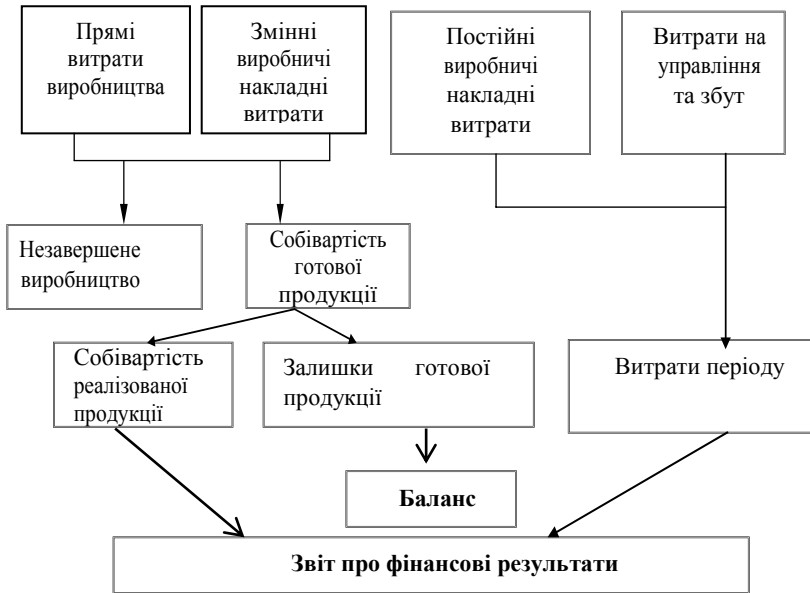 Прямі
витрати
виробництва
Змінні
виробничі
накладні
витрати
Постійні
виробничі
накладні
витрати
Витрати на
управління
та збут
Незавершене
виробництво
Собівартість
готової
продукції
Собівартість
реалізованої
продукції
Залишки готової
продукції
Витрати періоду
Баланс
Звіт про фінансові результати